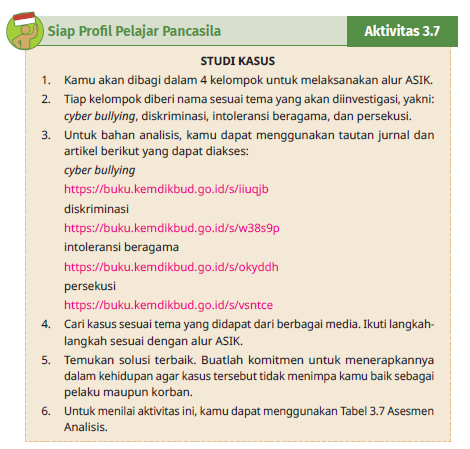 Siap Profil Pelajar Pancasila
Aktivitas 3.7
STUDI KASUS
1. Kamu akan dibagi dalam 4 kelompok untuk melaksanakan alur ASIK.
2. Tiap kelompok diberi nama sesuai tema yang akan diinvestigasi, yakni:
cyber bullying, diskriminasi, intoleransi beragama, dan persekusi.
3. Untuk bahan analisis, kamu dapat menggunakan tautan jurnal dan
artikel berikut yang dapat diakses:
cyber bullying
https://buku.kemdikbud.go.id/s/iiuqjb
diskriminasi
https://buku.kemdikbud.go.id/s/w38s9p
intoleransi beragama
https://buku.kemdikbud.go.id/s/okyddh
persekusi
https://buku.kemdikbud.go.id/s/vsntce
4. Cari kasus sesuai tema yang didapat dari berbagai media. Ikuti langkah-
langkah sesuai dengan alur ASIK.
5. Temukan solusi terbaik. Buatlah komitmen untuk menerapkannya
dalam kehidupan agar kasus tersebut tidak menimpa kamu baik sebagai
pelaku maupun korban.
6. Untuk menilai aktivitas ini, kamu dapat menggunakan Tabel 3.7 Asesmen
Analisis.